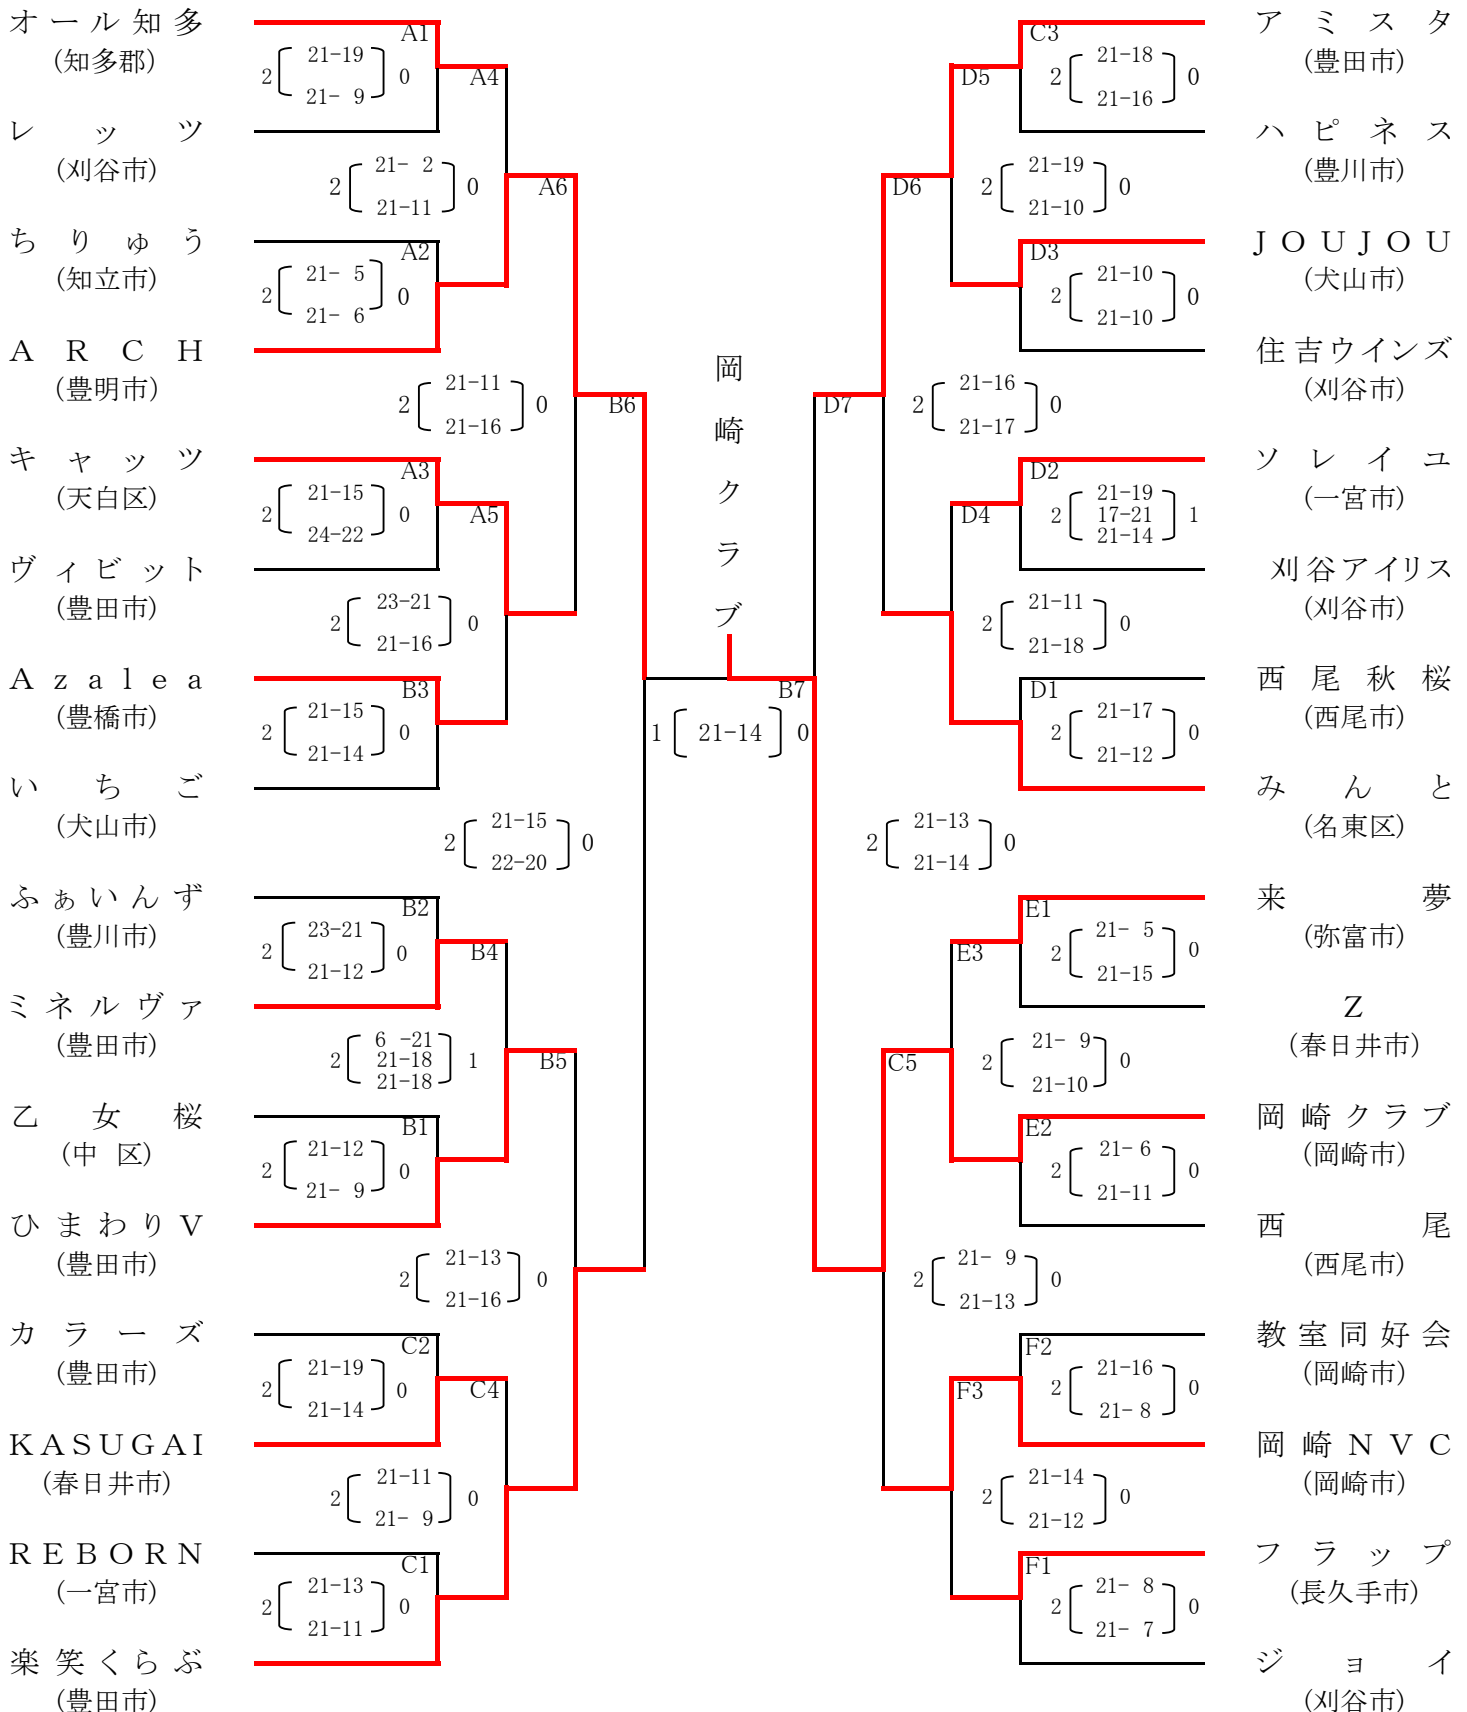 オール知多
(知多郡)
A1
21-19
2 0
21- 9
A4
レッツ
(刈谷市)
21- 2
2 0
21-11
A6
ちりゅう
(知立市)
A2
21- 5
2 0
21- 6
ARCH
(豊明市)
21-11
2 0
21-16
B6
キャッツ
(天白区)
A3
21-15
2 0
24-22
A5
ヴィビット
(豊田市)
23-21
2 0
21-16
Azalea
(豊橋市)
B3
21-15
2 0
21-14
いちご
(犬山市)
21-15
2 0
22-20
ふぁいんず
(豊川市)
B2
23-21
2 0
21-12
B4
ミネルヴァ
(豊田市)
6 -21
2 21-18 1
21-18
B5
乙女桜
(中 区)
B1
21-12
2 0
21- 9
ひまわりV
(豊田市)
21-13
2 0
21-16
カラーズ
(豊田市)
C2
21-19
2 0
21-14
C4
KASUGAI
(春日井市)
21-11
2 0
21- 9
REBORN
(一宮市)
C1
21-13
2 0
21-11
楽笑くらぶ
(豊田市)
岡崎クラブ
B7
1 21-14 0
アミスタ
(豊田市)
C3
21-18
2 0
21-16
D5
ハピネス
(豊川市)
21-19
2 0
21-10
D6
JOUJOU
(犬山市)
D3
21-10
2 0
21-10
住吉ウインズ
(刈谷市)
21-16
2 0
21-17
D7
ソレイユ
(一宮市)
D2
21-19
2 17-21 1
21-14
D4
刈谷アイリス
(刈谷市)
21-11
2 0
21-18
西尾秋桜
(西尾市)
D1
21-17
2 0
21-12
みんと
(名東区)
21-13
2 0
21-14
来夢
(弥富市)
E1
21- 5
2 0
21-15
E3
Z
(春日井市)
21- 9
2 0
21-10
C5
岡崎クラブ
(岡崎市)
E2
21- 6
2 0
21-11
西尾
(西尾市)
21- 9
2 0
21-13
教室同好会
(岡崎市)
F2
21-16
2 0
21- 8
F3
岡崎NVC
(岡崎市)
21-14
2 0
21-12
フラップ
(長久手市)
F1
21- 8
2 0
21- 7
ジョイ
(刈谷市)